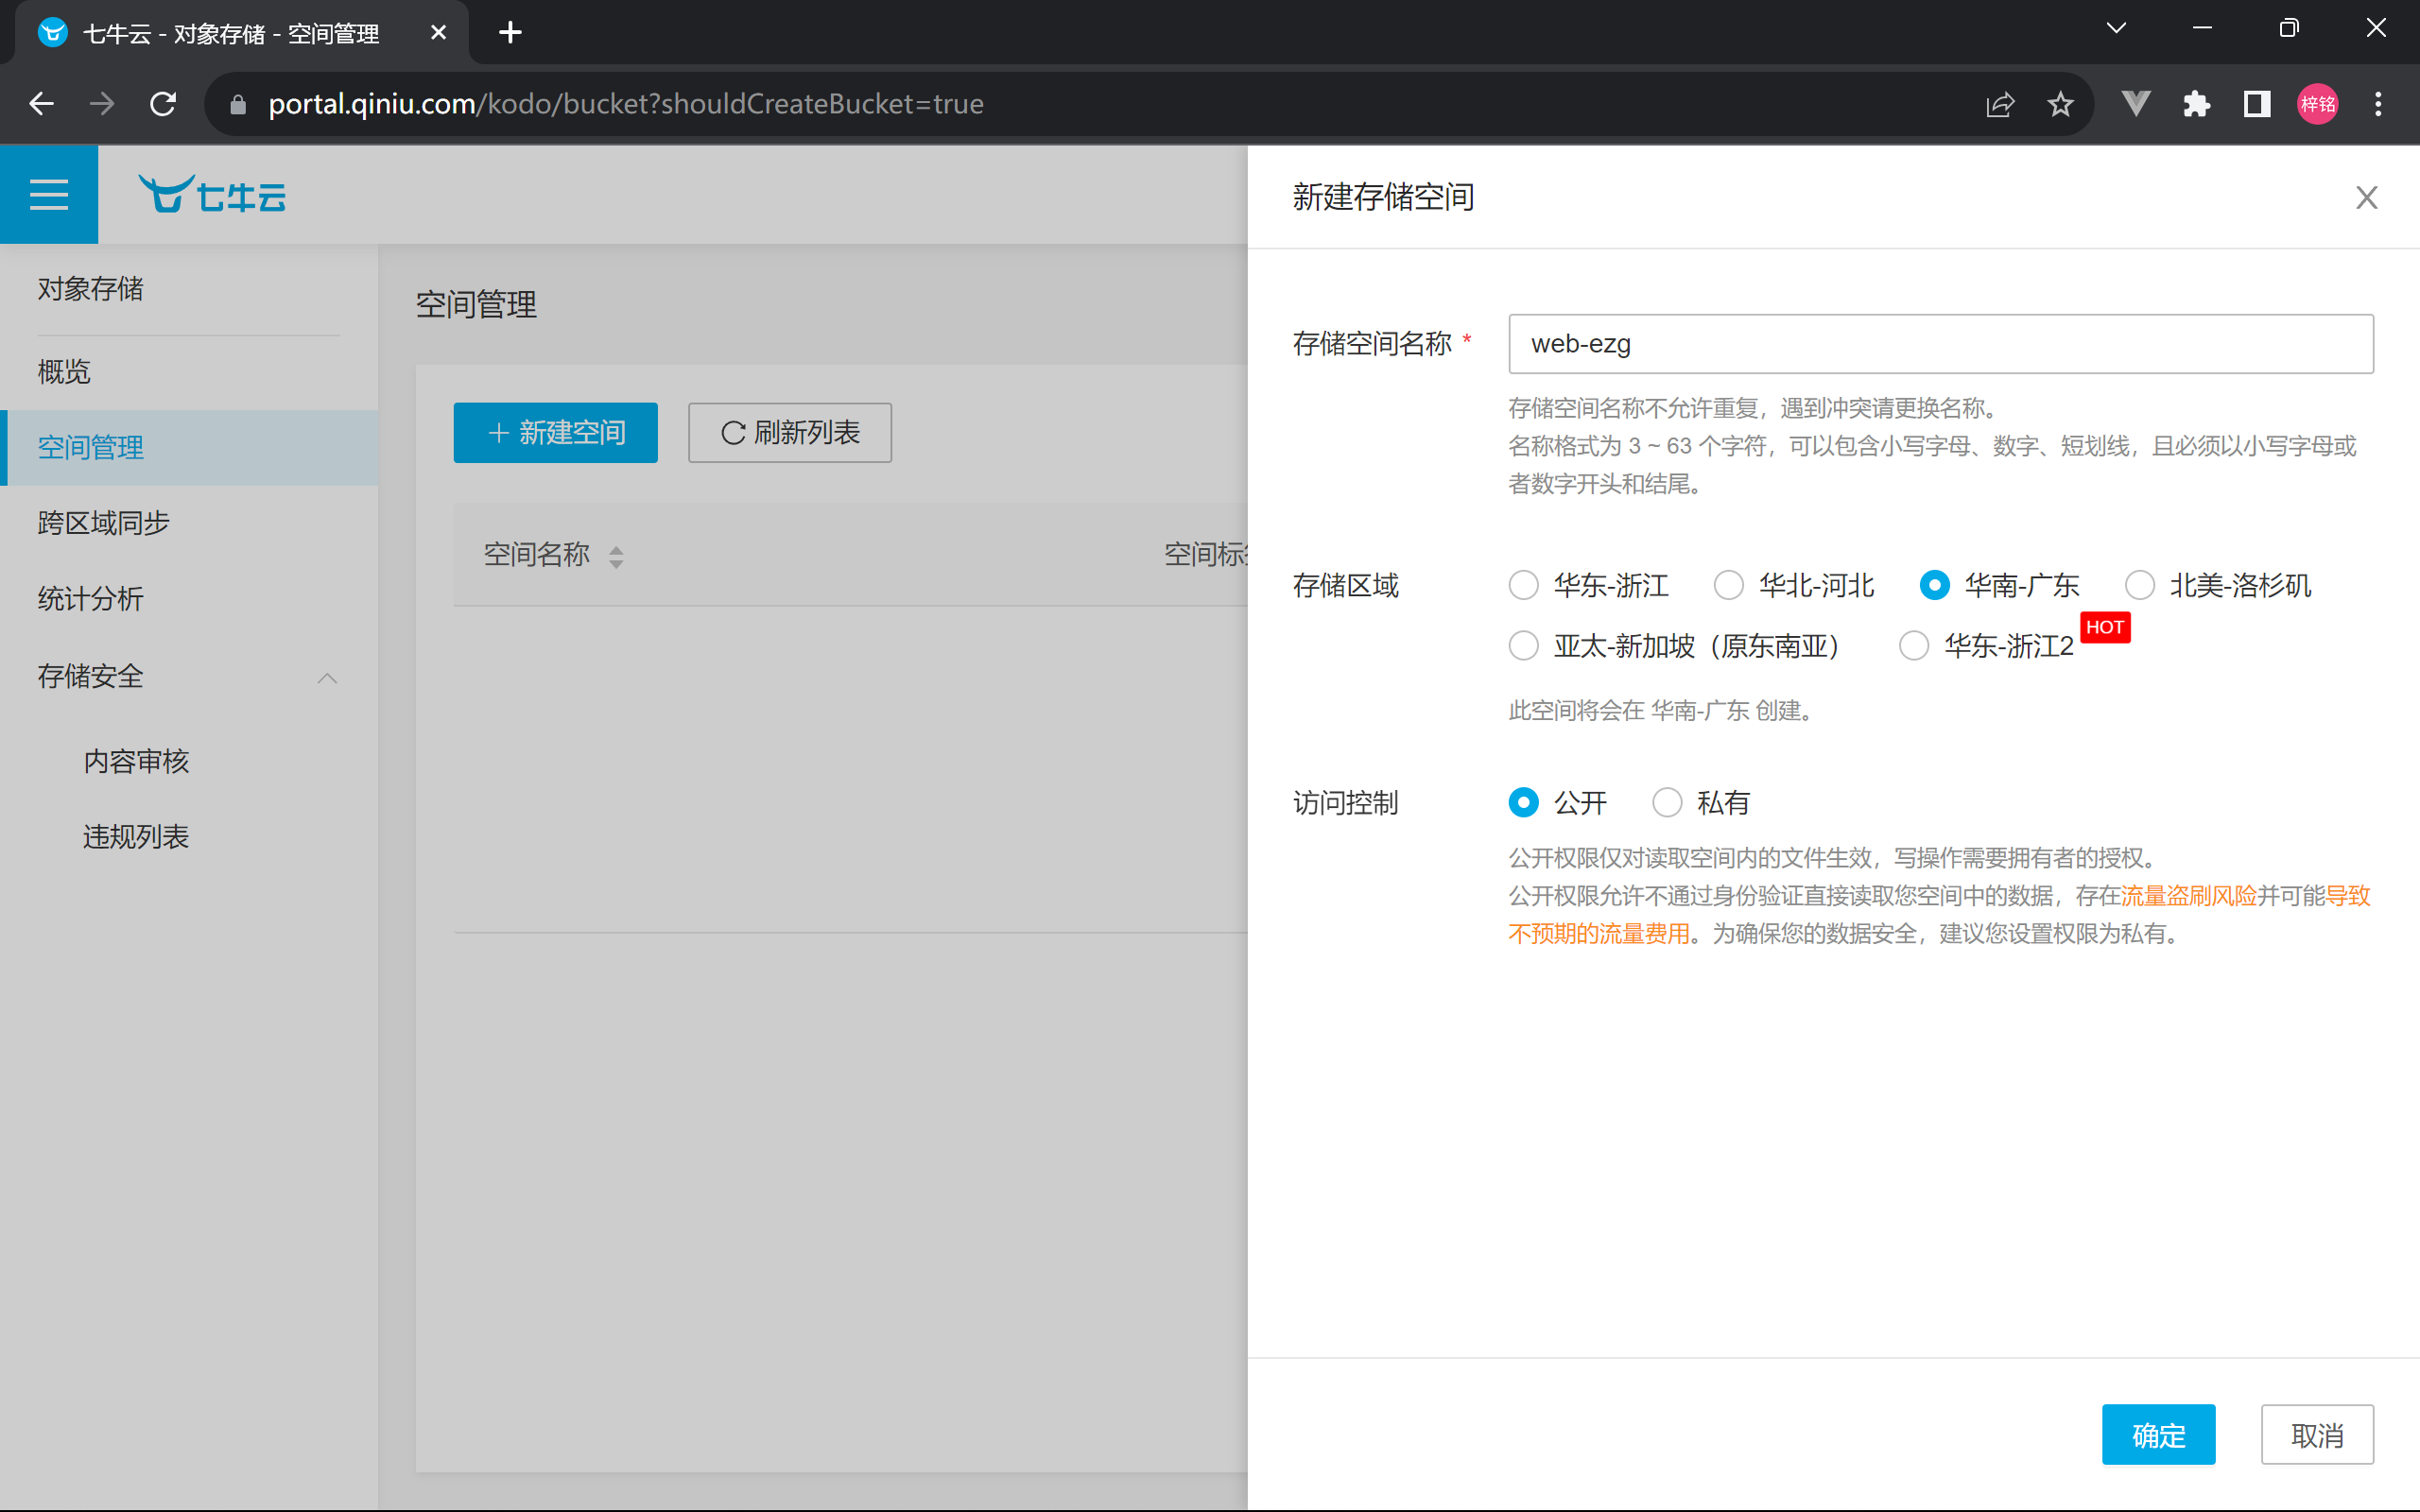 七牛云 - 对象存储 - 空间管理
portal.qiniu.com/kodo/bucket?shouldCreateBucket=true
梓铭
七牛云
对象存储
概览
空间管理
跨区域同步
统计分析
存储安全
内容审核
违规列表
空间管理
新建空间
刷新列表
空间名称
空间标
新建存储空间
存储空间名称 *
web-ezg
存储空间名称不允许重复，遇到冲突请更换名称。
名称格式为 3 ~ 63 个字符，可以包含小写字母、数字、短划线，且必须以小写字母或
者数字开头和结尾。
存储区域
华东-浙江 华北-河北 华南-广东 北美-洛杉矶
亚太-新加坡（原东南亚） 华东-浙江2 HOT
此空间将会在 华南-广东 创建。
访问控制
公开 私有
公开权限仅对读取空间内的文件生效，写操作需要拥有者的授权。
公开权限允许不通过身份验证直接读取您空间中的数据，存在流量盗刷风险并可能导致
不预期的流量费用。为确保您的数据安全，建议您设置权限为私有。
确定
取消